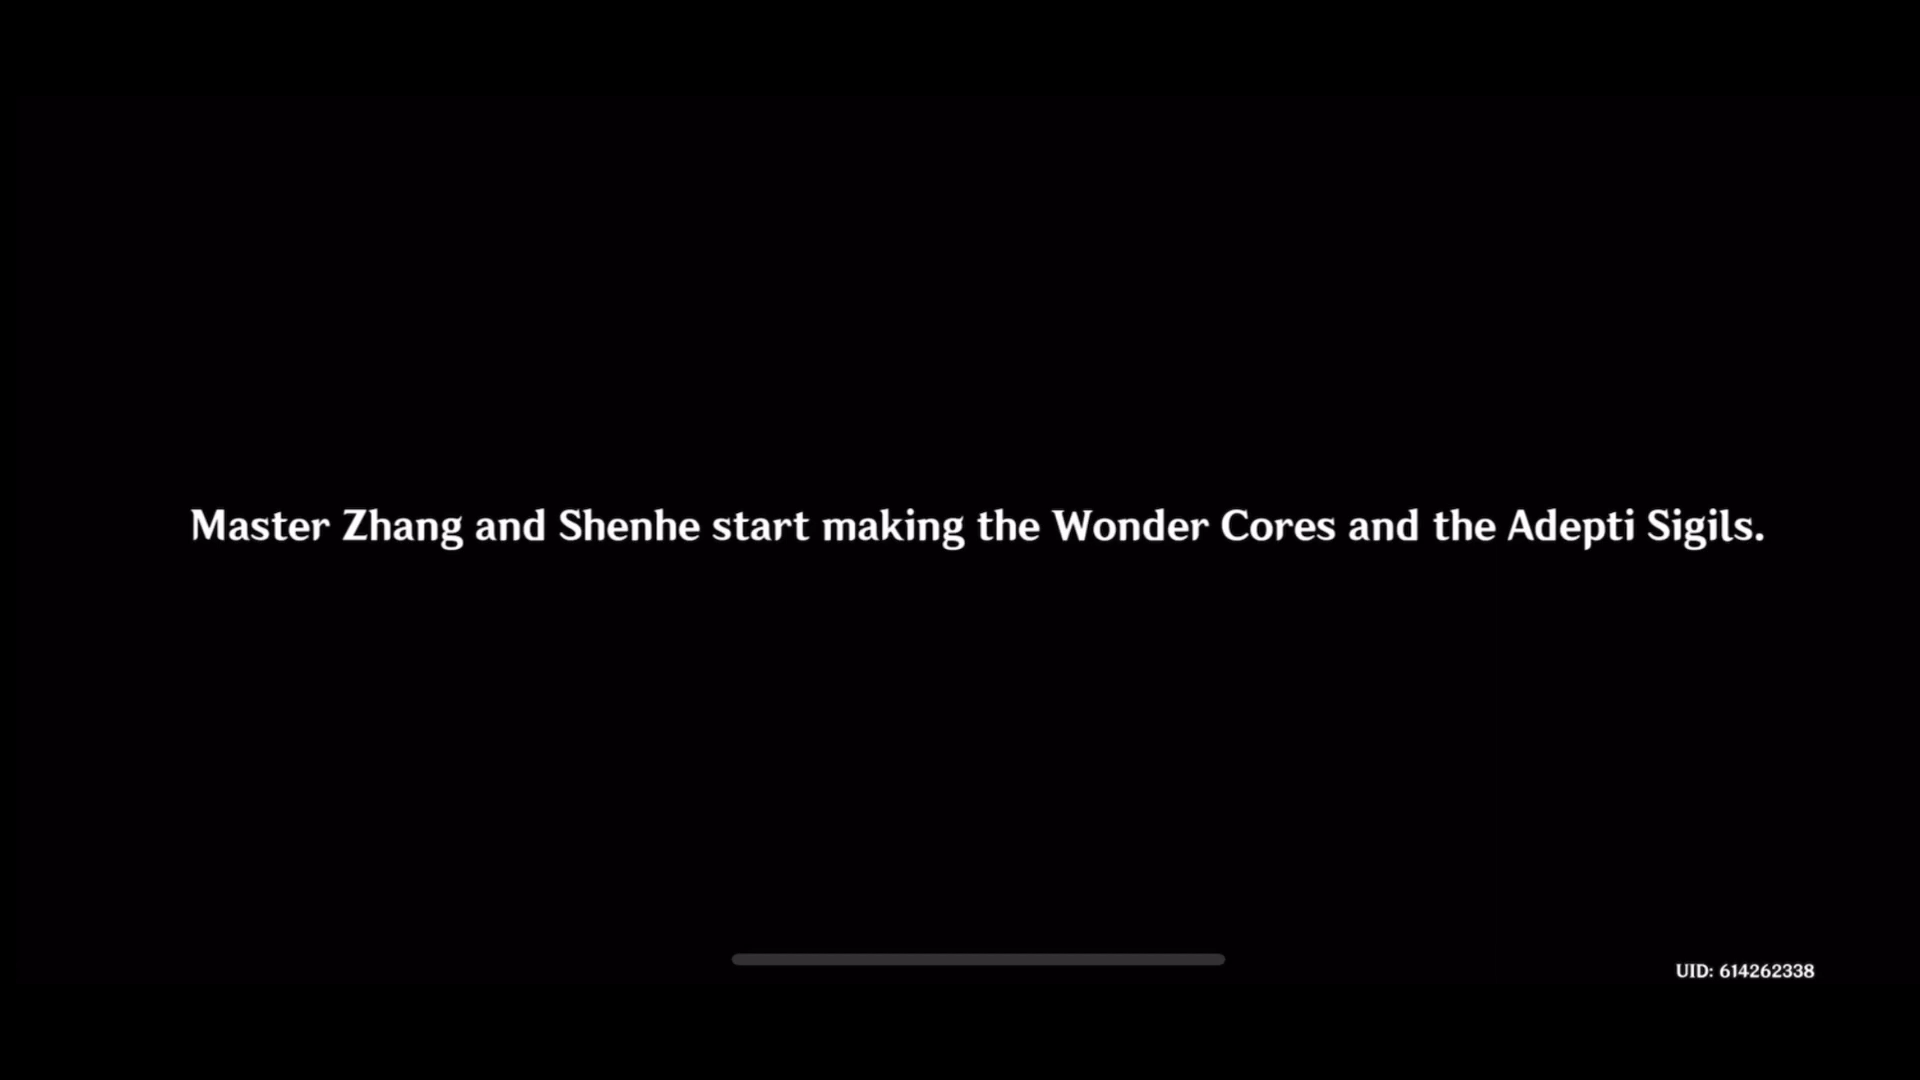 Master Zhang and Shenhe start making the Wonder Cores and the Adepti Sigils.
UID: 614262338